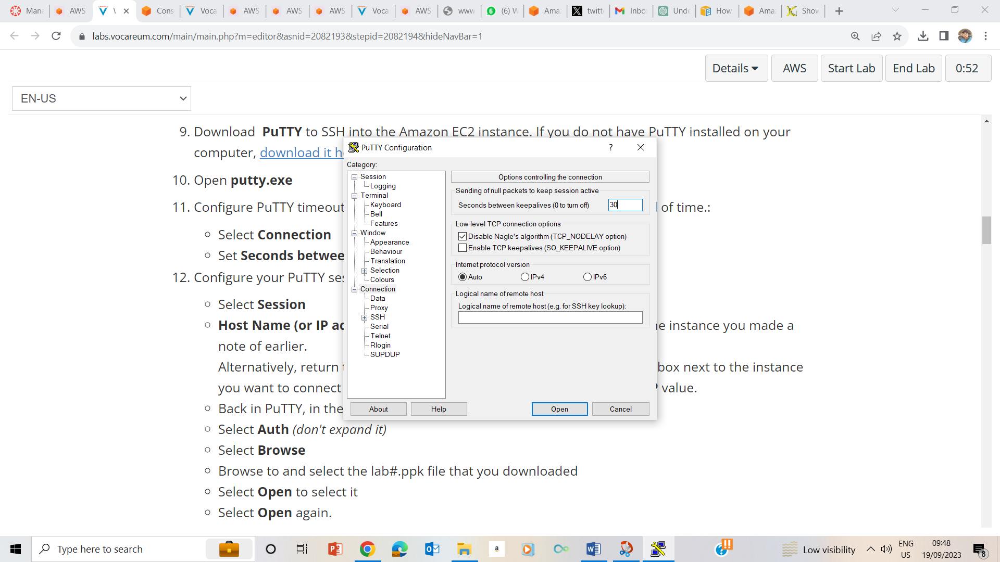 Mana
AWS
\
Cons
Voca
AWS
AWS
AWS
Voca
AWS
www
(6) W
Ama
twitt
Inbo
Unde
How
Ama
Show
labs.vocareum.com/main/main.php?m=editor&asnid=2082193&stepid=2082194&hideNavBar=1
Details
AWS
Start Lab
End Lab
0:52
EN-US
9. Download PuTTY to SSH into the Amazon EC2 instance. If you do not have PuTTY installed on your
computer, download it h
10. Open putty.exe
11. Configure PuTTY timeout
of time.:
Select Connection
Set Seconds betwee
12. Configure your PuTTY ses
Select Session
Host Name (or IP ad
e instance you made a
note of earlier.
Alternatively, return
box next to the instance
you want to connect
value.
Back in PuTTY, in the
Select Auth (don't expand it)
Select Browse
Browse to and select the lab#.ppk file that you downloaded
Select Open to select it
Select Open again.
PuTTY Configuration
?
Category:
Session
Logging
Terminal
Keyboard
Bell
Features
Window
Appearance
Behaviour
Translation
Selection
Colours
Connection
Data
Proxy
SSH
Serial
Telnet
Rlogin
SUPDUP
Options controlling the connection
Sending of null packets to keep session active
Seconds between keepalives (0 to turn off)
30
Low-level TCP connection options
Disable Nagle's algorithm (TCP_NODELAY option)
Enable TCP keepalives (SO_KEEPALIVE option)
Internet protocol version
Auto
IPv4
IPv6
Logical name of remote host
Logical name of remote host (e.g. for SSH key lookup):
About
Help
Open
Cancel
Type here to search
a
Low visibility
ENG
US
09:48
19/09/2023
8